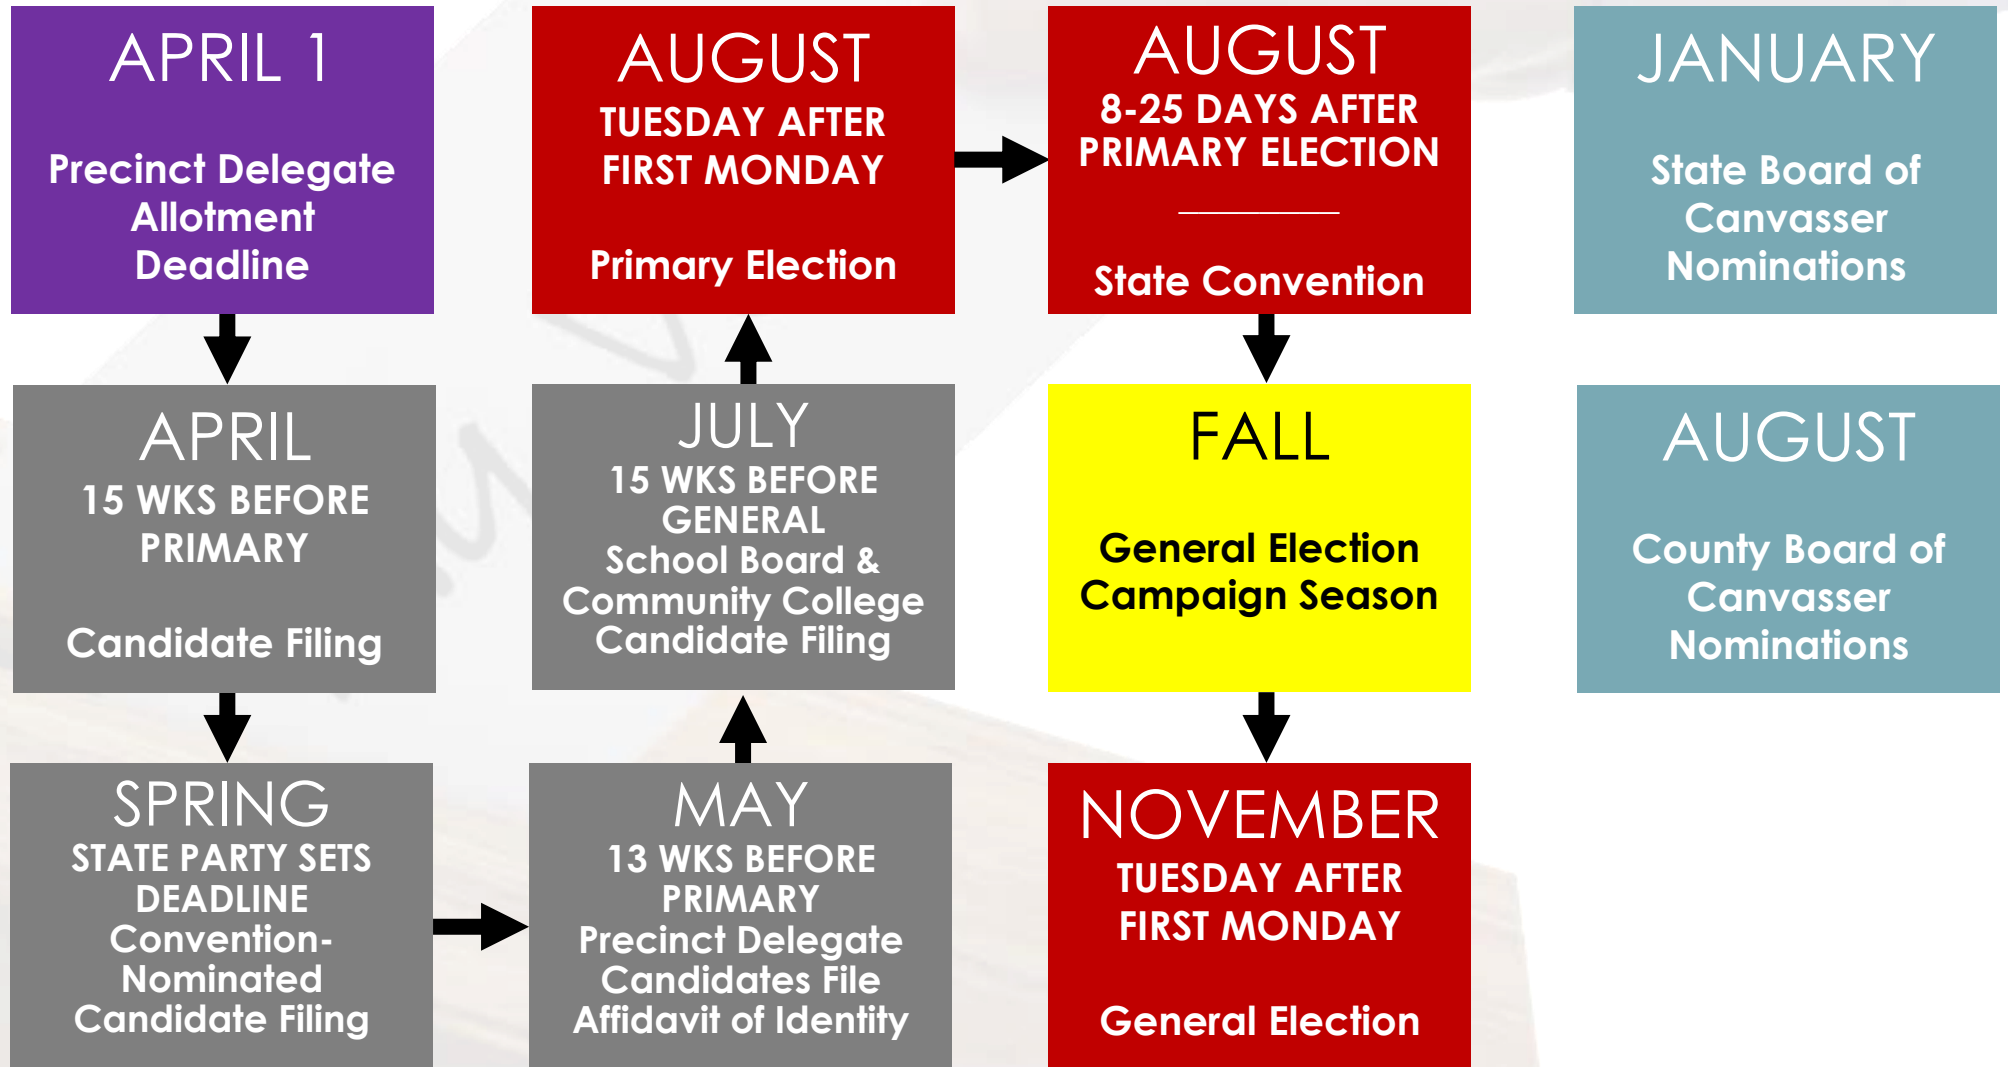 APRIL 1
Precinct Delegate
Allotment
Deadline
APRIL
15 WKS BEFORE
PRIMARY
Candidate Filing
SPRING
STATE PARTY SETS
DEADLINE
Convention-
Nominated
Candidate Filing
MAY
13 WKS BEFORE
PRIMARY
Precinct Delegate
Candidates File
Affidavit of Identity
JULY
15 WKS BEFORE
GENERAL
School Board &
Community College
Candidate Filing
AUGUST
TUESDAY AFTER
FIRST MONDAY
Primary Election
AUGUST
8-25 DAYS AFTER
PRIMARY ELECTION
State Convention
FALL
General Election
Campaign Season
NOVEMBER
TUESDAY AFTER
FIRST MONDAY
General Election
JANUARY
State Board of
Canvasser
Nominations
AUGUST
County Board of
Canvasser
Nominations